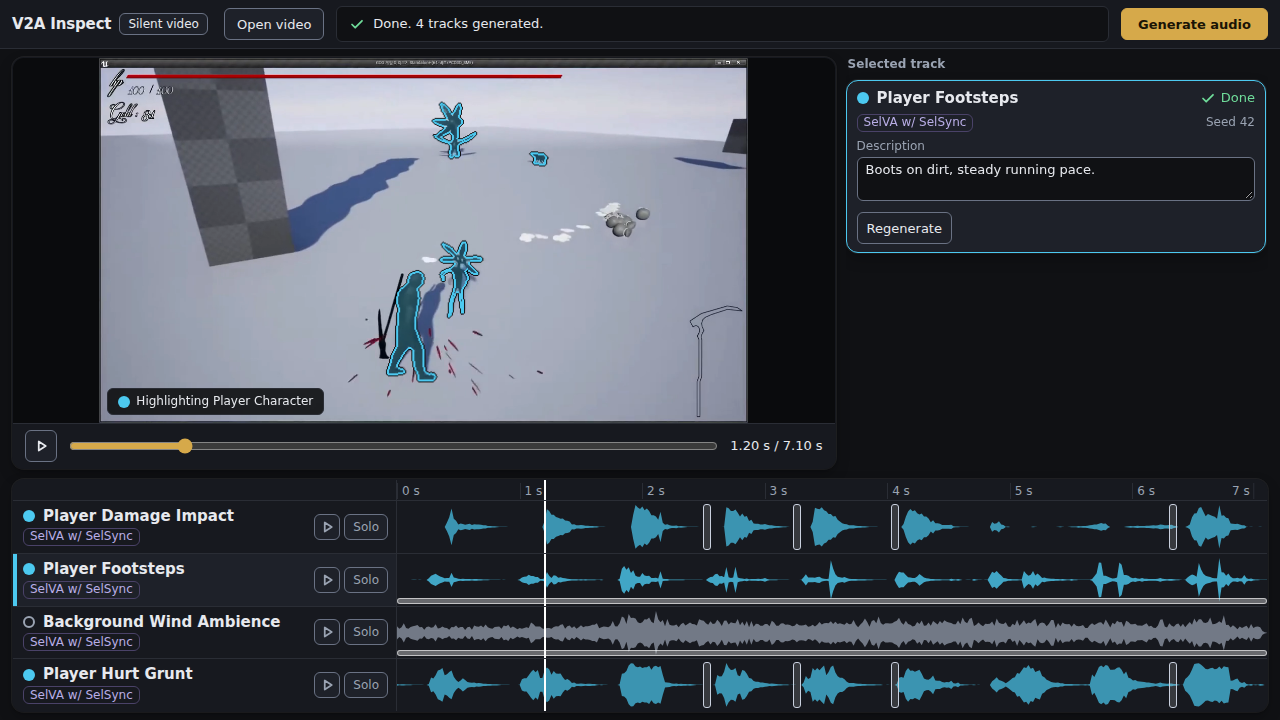 V2A Inspect
Silent video
Open video
Done. 4 tracks generated.
Generate audio
100 / 100
Highlighting Player Character
1.20 s / 7.10 s
Selected track
Player Footsteps
Done
SelVA w/ SelSync
Seed 42
Description
Boots on dirt, steady running pace.
Regenerate
0 s
1 s
2 s
3 s
4 s
5 s
6 s
7 s
Player Damage Impact
SelVA w/ SelSync
Solo
Player Footsteps
SelVA w/ SelSync
Solo
Background Wind Ambience
SelVA w/ SelSync
Solo
Player Hurt Grunt
SelVA w/ SelSync
Solo